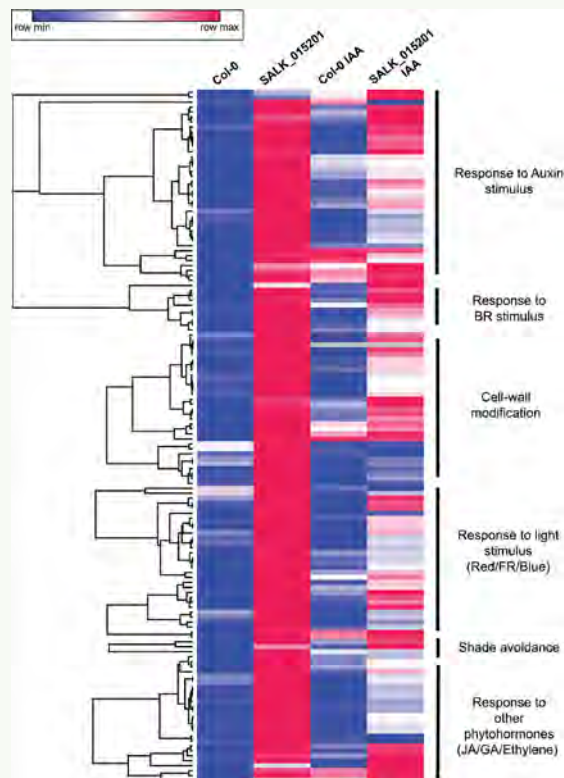 row min row max
Col-0 SALK_015201 Col-0 IAA SALK_015201 IAA
Response to Auxin
stimulus
Response to
BR stimulus
Cell-wall
modification
Response to light
stimulus
(Red/FR/Blue)
Shade avoidance
Response to
other
phytohormones
(JA/GA/Ethylene)